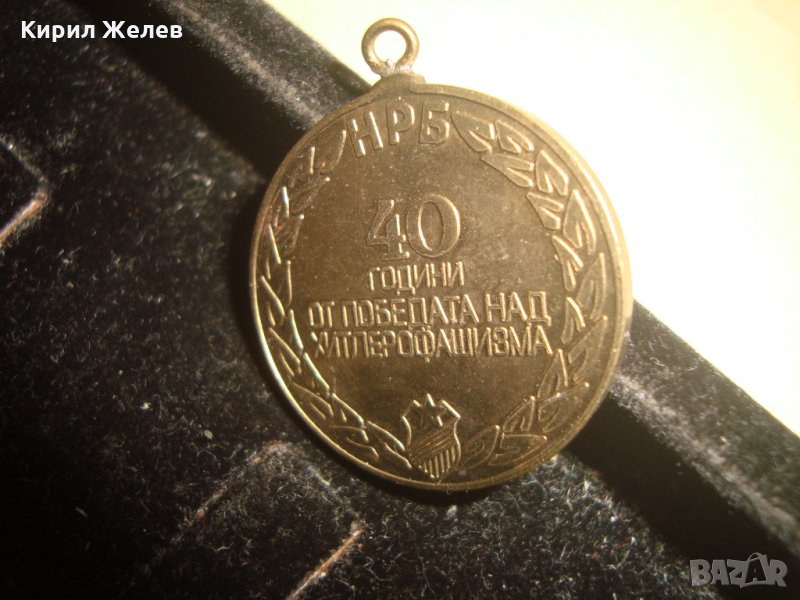 Кирил Желев
НРБ
40
ГОДИНИ
ОТ ПОБЕДАТА НАД
ХИТЛЕРОФАШИЗМА
BAZAR